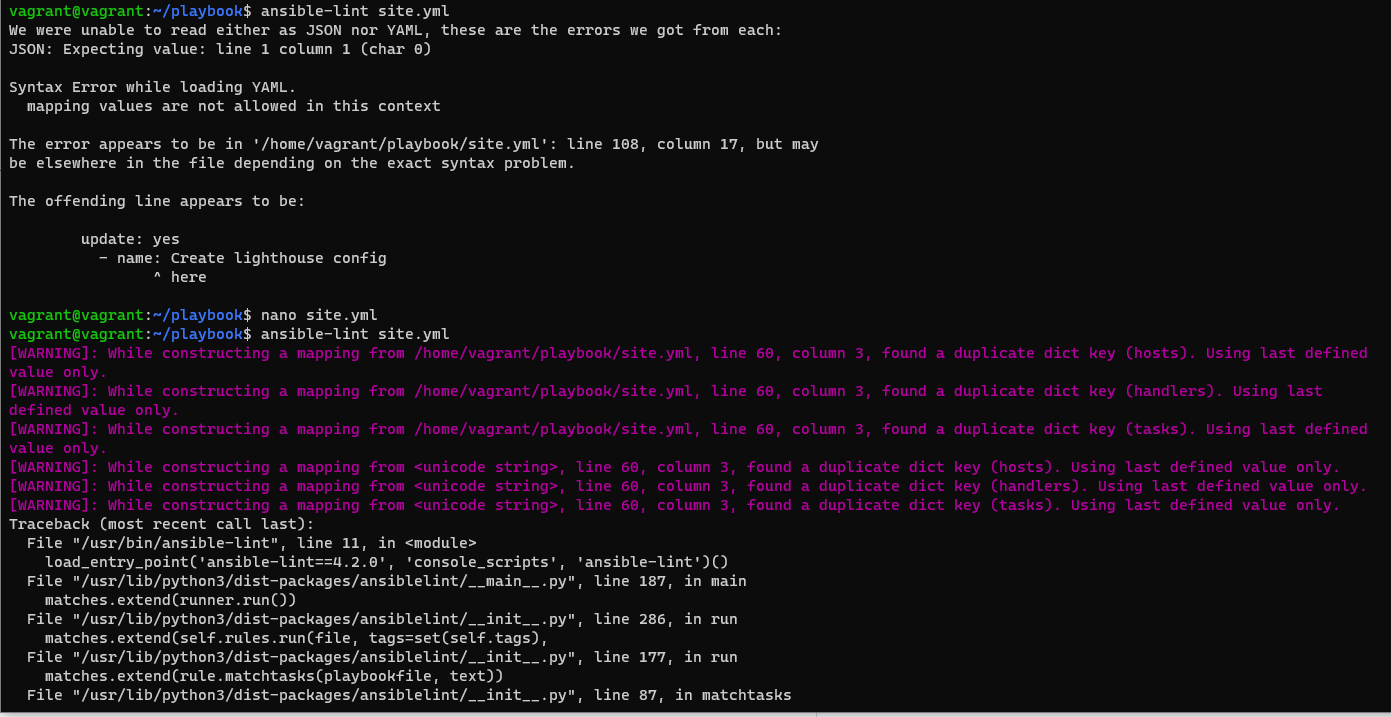 vagrant@vagrant:~/playbook$ ansible-lint site.yml
We were unable to read either as JSON nor YAML, these are the errors we got from each:
JSON: Expecting value: line 1 column 1 (char 0)
Syntax Error while loading YAML.
  mapping values are not allowed in this context
The error appears to be in '/home/vagrant/playbook/site.yml': line 108, column 17, but may
be elsewhere in the file depending on the exact syntax problem.
The offending line appears to be:
        update: yes
          - name: Create lighthouse config
                ^ here
vagrant@vagrant:~/playbook$ nano site.yml
vagrant@vagrant:~/playbook$ ansible-lint site.yml
[WARNING]: While constructing a mapping from /home/vagrant/playbook/site.yml, line 60, column 3, found a duplicate dict key (hosts). Using last defined
value only.
[WARNING]: While constructing a mapping from /home/vagrant/playbook/site.yml, line 60, column 3, found a duplicate dict key (handlers). Using last
defined value only.
[WARNING]: While constructing a mapping from /home/vagrant/playbook/site.yml, line 60, column 3, found a duplicate dict key (tasks). Using last defined
value only.
[WARNING]: While constructing a mapping from <unicode string>, line 60, column 3, found a duplicate dict key (hosts). Using last defined value only.
[WARNING]: While constructing a mapping from <unicode string>, line 60, column 3, found a duplicate dict key (handlers). Using last defined value only.
[WARNING]: While constructing a mapping from <unicode string>, line 60, column 3, found a duplicate dict key (tasks). Using last defined value only.
Traceback (most recent call last):
  File "/usr/bin/ansible-lint", line 11, in <module>
    load_entry_point('ansible-lint==4.2.0', 'console_scripts', 'ansible-lint')()
  File "/usr/lib/python3/dist-packages/ansiblelint/__main__.py", line 187, in main
    matches.extend(runner.run())
  File "/usr/lib/python3/dist-packages/ansiblelint/__init__.py", line 286, in run
    matches.extend(self.rules.run(file, tags=set(self.tags),
  File "/usr/lib/python3/dist-packages/ansiblelint/__init__.py", line 177, in run
    matches.extend(rule.matchtasks(playbookfile, text))
  File "/usr/lib/python3/dist-packages/ansiblelint/__init__.py", line 87, in matchtasks